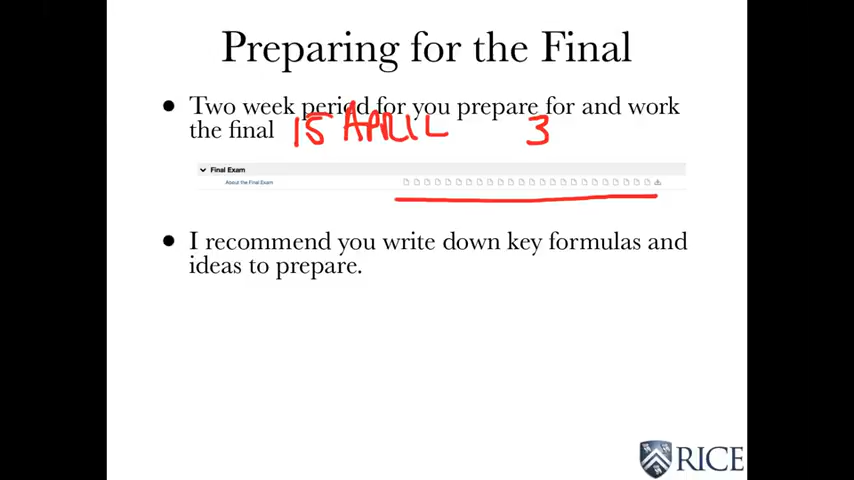 Preparing for the Final
• Two week period for you prepare for and work
the final
15 APRIL 3
Final Exam
About the Final Exam
• I recommend you write down key formulas and
ideas to prepare.
RICE